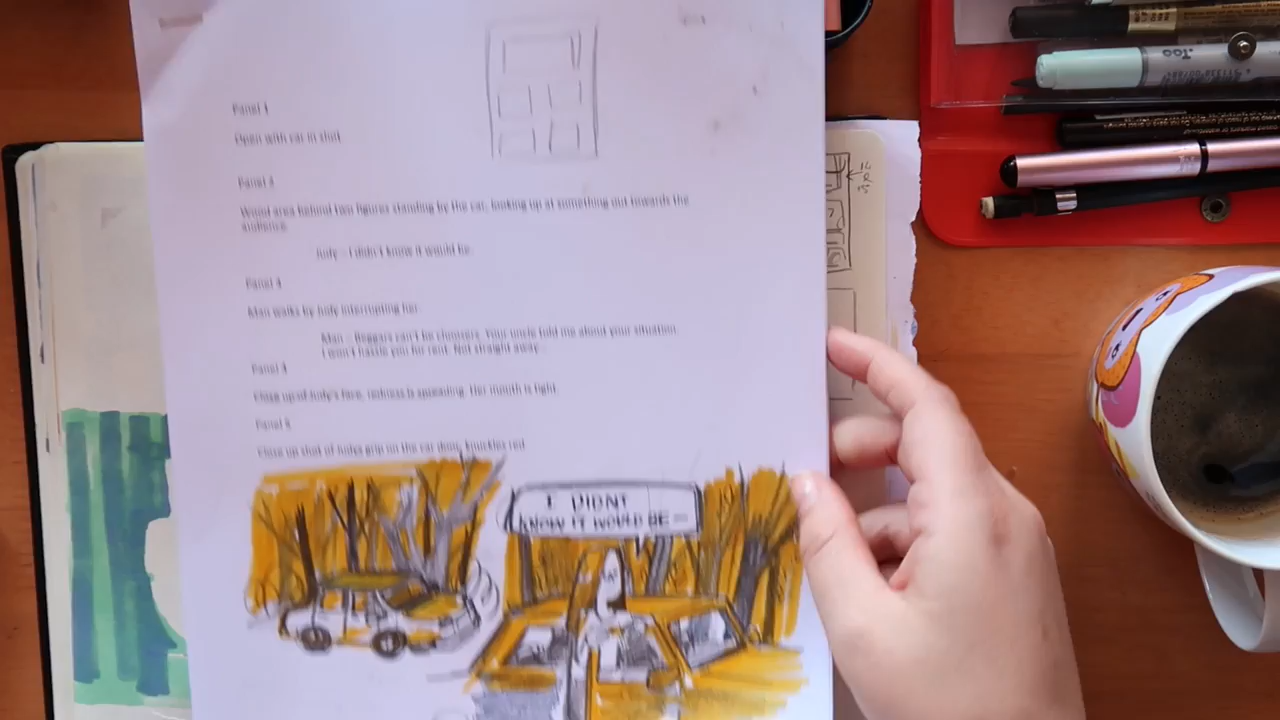 Panel 1
Open with car in shot
Panel 2
Wood area behind two figures standing by the car, looking up at something out towards the
audience.
Judy – I didn't know it would be.
Panel 3
Man walks by Judy interrupting her.
Man – Beggars can't be choosers. Your uncle told me about your situation.
I won't hassle you for rent. Not straight away.
Panel 4
Close up of Judy's face, redness is spreading. Her mouth is tight.
Panel 5
Close up shot of Judys grip on the car door, knuckles red
I DIDNT
KNOW IT WOULD BE –
Too